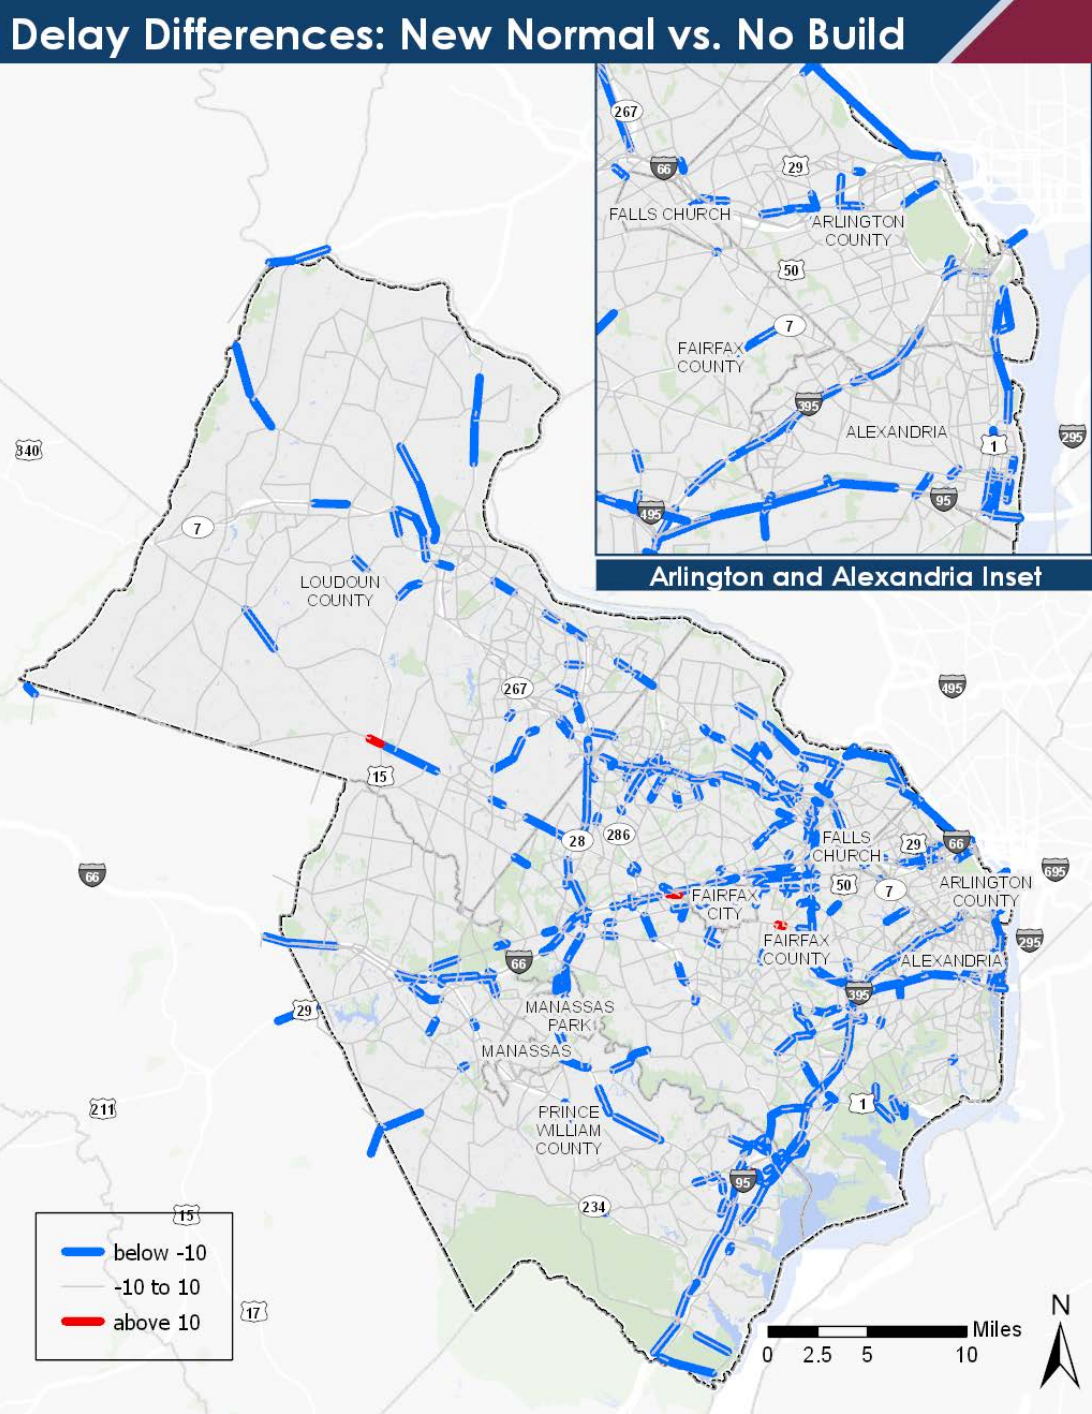 Delay Differences: New Normal vs. No Build
267
66
29
FALLS CHURCH
ARLINGTON
COUNTY
50
7
FAIRFAX
COUNTY
395
ALEXANDRIA
1
295
495
95
Arlington and Alexandria Inset
340
7
LOUDOUN
COUNTY
267
495
15
28
286
FALLS
CHURCH
29
66
66
695
50
7
ARLINGTON
COUNTY
FAIRFAX
CITY
FAIRFAX
COUNTY
295
66
ALEXANDRIA
395
29
MANASSAS
PARK
MANASSAS
211
1
PRINCE
WILLIAM
COUNTY
95
234
15
below -10
-10 to 10
above 10
17
N
Miles
0 2.5 5 10